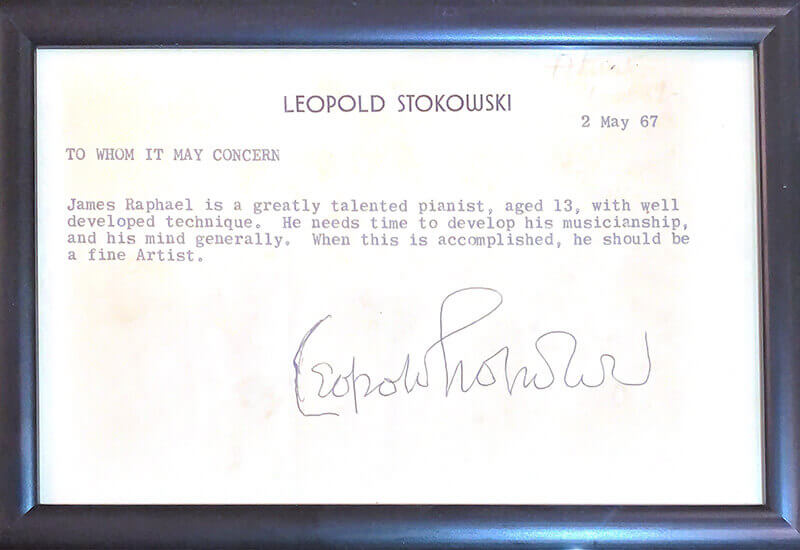 LEOPOLD STOKOWSKI
2 May 67
TO WHOM IT MAY CONCERN
James Raphael is a greatly talented pianist, aged 13, with well
developed technique. He needs time to develop his musicianship,
and his mind generally. When this is accomplished, he should be
a fine Artist.
Leopold Stokowski